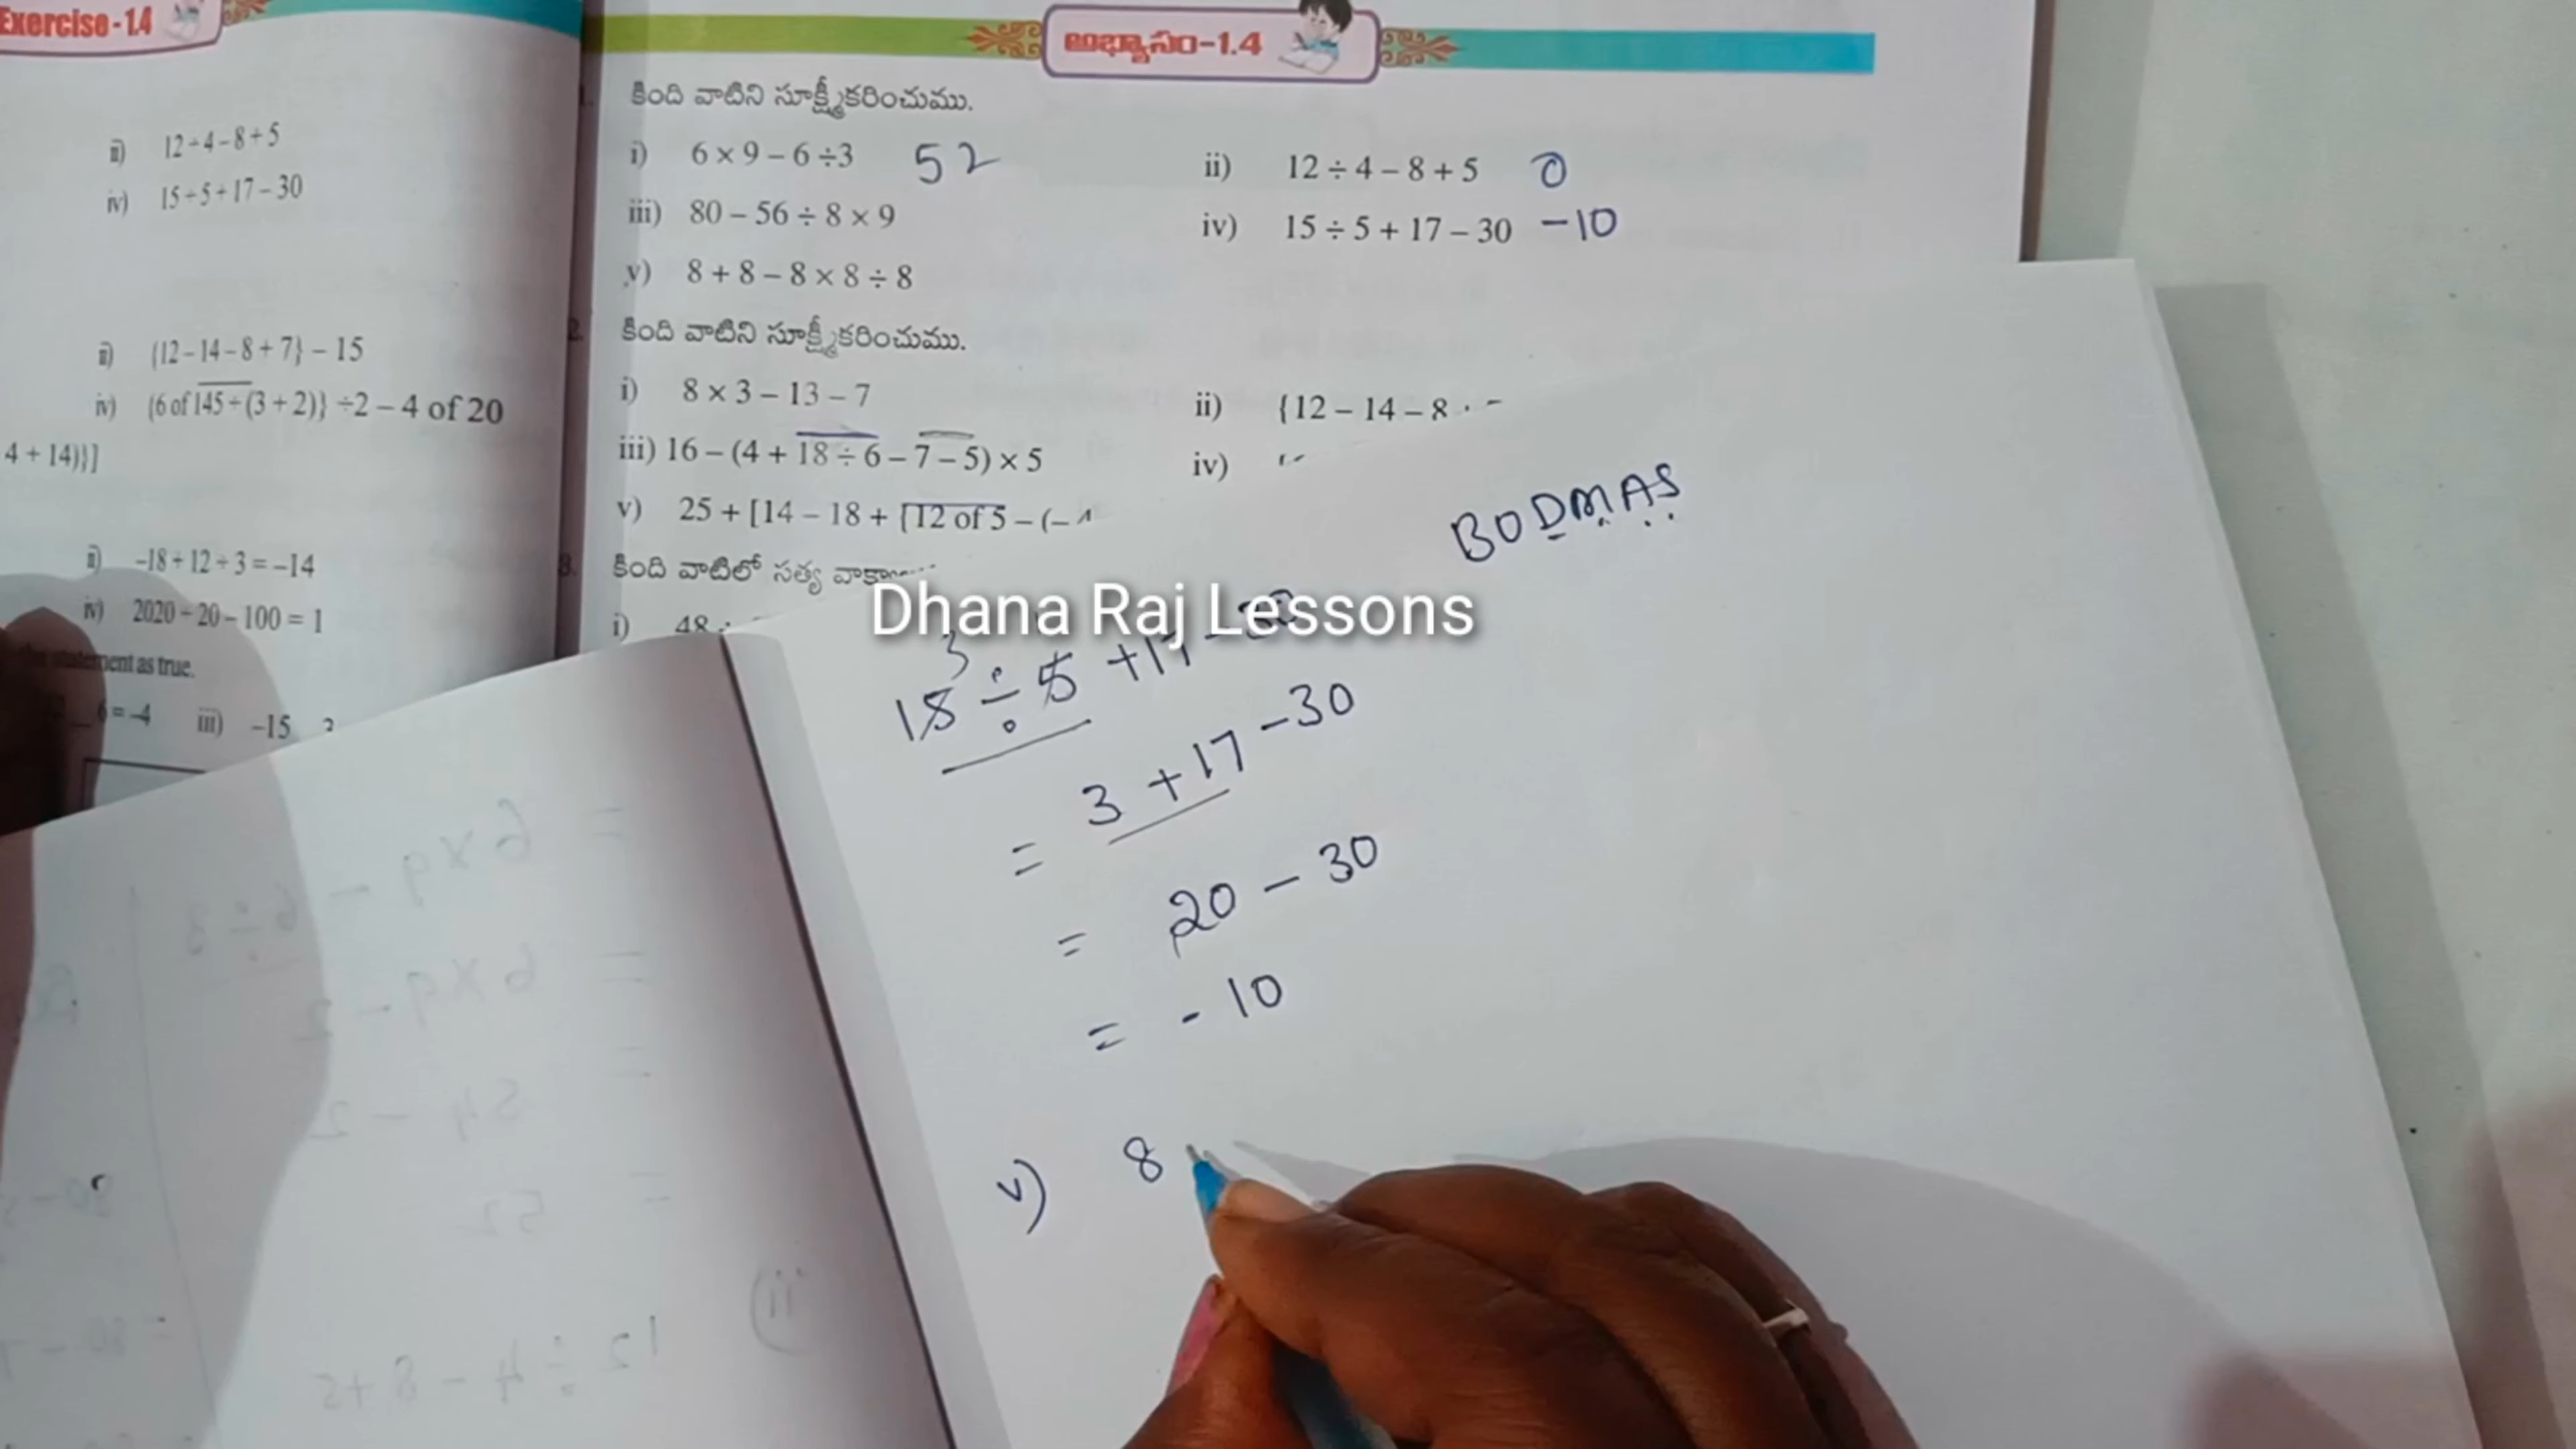 Exercise-1.4
ii) 12÷4–8+5
iv) 15÷5+17–30
ii) {12–14–8+7}–15
iv) {6 of 145÷(3+2)} ÷2–4 of 20
4+14)}]
ii) –18+12÷3=–14
iv) 2020÷20–100=1
statement as true.
6=–4 iii) –15
అభ్యాసం-1.4
1. కింది వాటిని సూక్ష్మీకరించుము.
i) 6 × 9 – 6 ÷3 52
ii) 12 ÷ 4 – 8 + 5 0
iii) 80 – 56 ÷ 8 × 9
iv) 15 ÷ 5 + 17 – 30 –10
v) 8 + 8 – 8 × 8 ÷ 8
2. కింది వాటిని సూక్ష్మీకరించుము.
i) 8 × 3 – 13 – 7
ii) {12 – 14 – 8
iii) 16 – (4 + 18 ÷ 6 – 7 – 5) × 5
iv)
v) 25 + [14 – 18 + {12 of 5 – (–
3. కింది వాటిలో సత్య
i) 48
BODMAS
Dhana Raj Lessons
3
15 ÷ 5 +17 –30
= 3 +17 –30
= 20 – 30
= - 10
v) 8